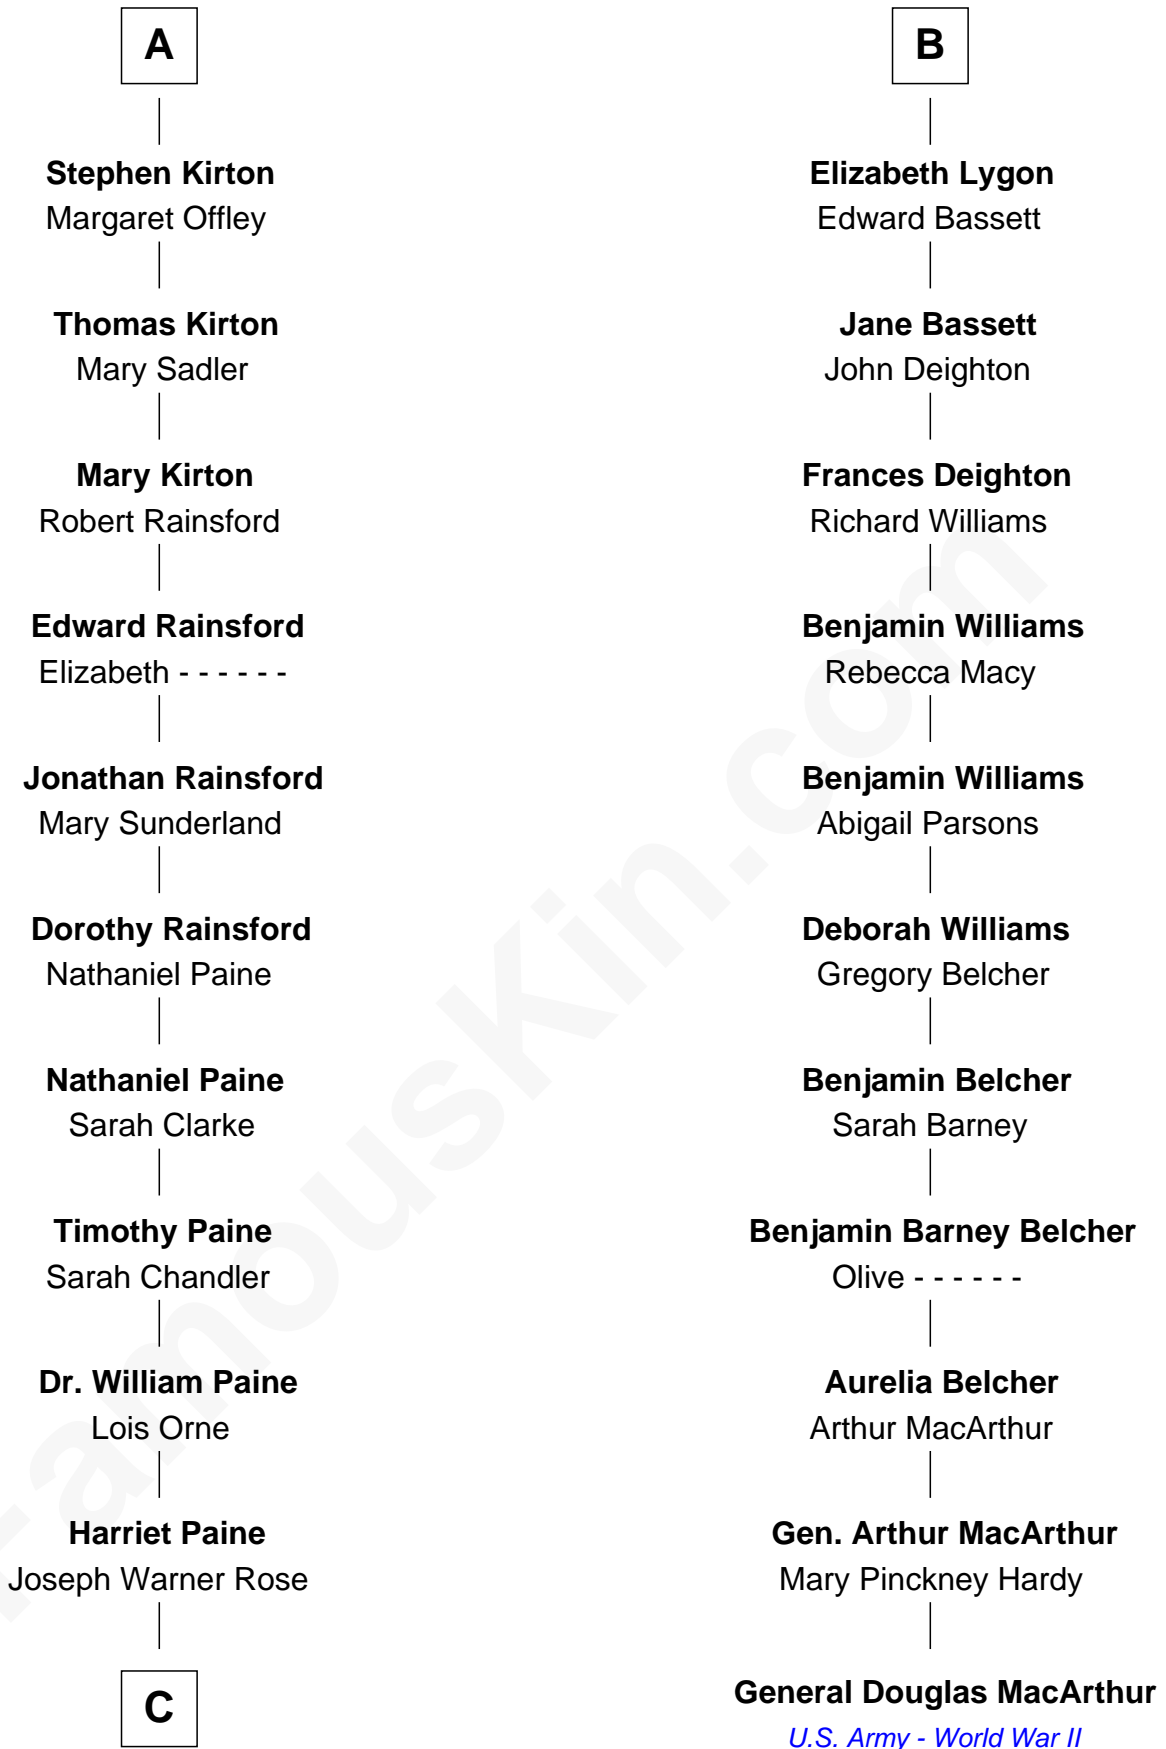 A
Stephen Kirton
Margaret Offley
Thomas Kirton
Mary Sadler
Mary Kirton
Robert Rainsford
Edward Rainsford
Elizabeth - - - - - -
Jonathan Rainsford
Mary Sunderland
Dorothy Rainsford
Nathaniel Paine
Nathaniel Paine
Sarah Clarke
Timothy Paine
Sarah Chandler
Dr. William Paine
Lois Orne
Harriet Paine
Joseph Warner Rose
C
B
Elizabeth Lygon
Edward Bassett
Jane Bassett
John Deighton
Frances Deighton
Richard Williams
Benjamin Williams
Rebecca Macy
Benjamin Williams
Abigail Parsons
Deborah Williams
Gregory Belcher
Benjamin Belcher
Sarah Barney
Benjamin Barney Belcher
Olive - - - - - -
Aurelia Belcher
Arthur MacArthur
Gen. Arthur MacArthur
Mary Pinckney Hardy
General Douglas MacArthur
U.S. Army - World War II
FamousKin.com